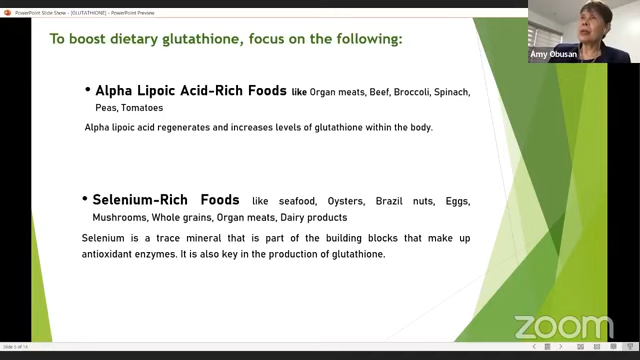 PowerPoint Slide Show - [GLUTATHIONE] - PowerPoint Preview
To boost dietary glutathione, focus on the following:
Amy Obusan
• Alpha Lipoic Acid-Rich Foods like Organ meats, Beef, Broccoli, Spinach,
Peas, Tomatoes
Alpha lipoic acid regenerates and increases levels of glutathione within the body.
• Selenium-Rich Foods like seafood, Oysters, Brazil nuts, Eggs,
Mushrooms, Whole grains, Organ meats, Dairy products
Selenium is a trace mineral that is part of the building blocks that make up
antioxidant enzymes. It is also key in the production of glutathione.
zoom